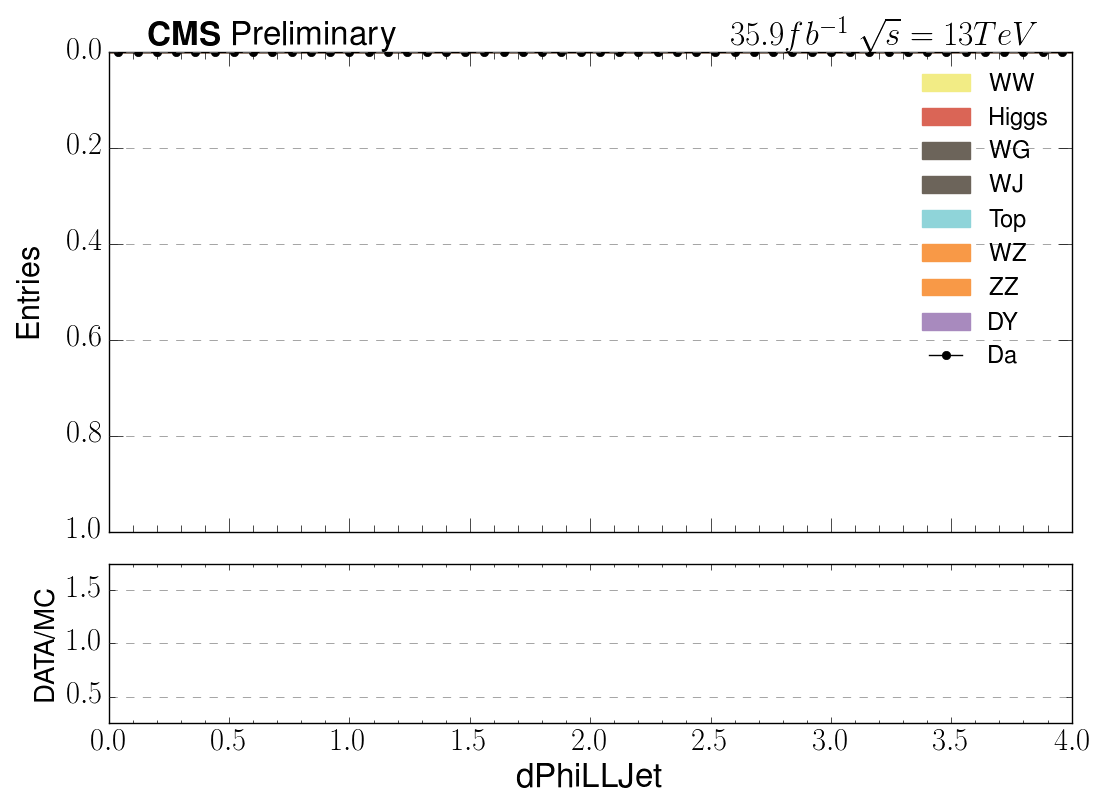 CMS Preliminary
35.9fb⁻¹ √s = 13TeV
0.0
0.2
0.4
0.6
0.8
1.0
Entries
WW
Higgs
WG
WJ
Top
WZ
ZZ
DY
Da
1.5
1.0
0.5
DATA/MC
0.0 0.5 1.0 1.5 2.0 2.5 3.0 3.5 4.0
dPhiLLJet